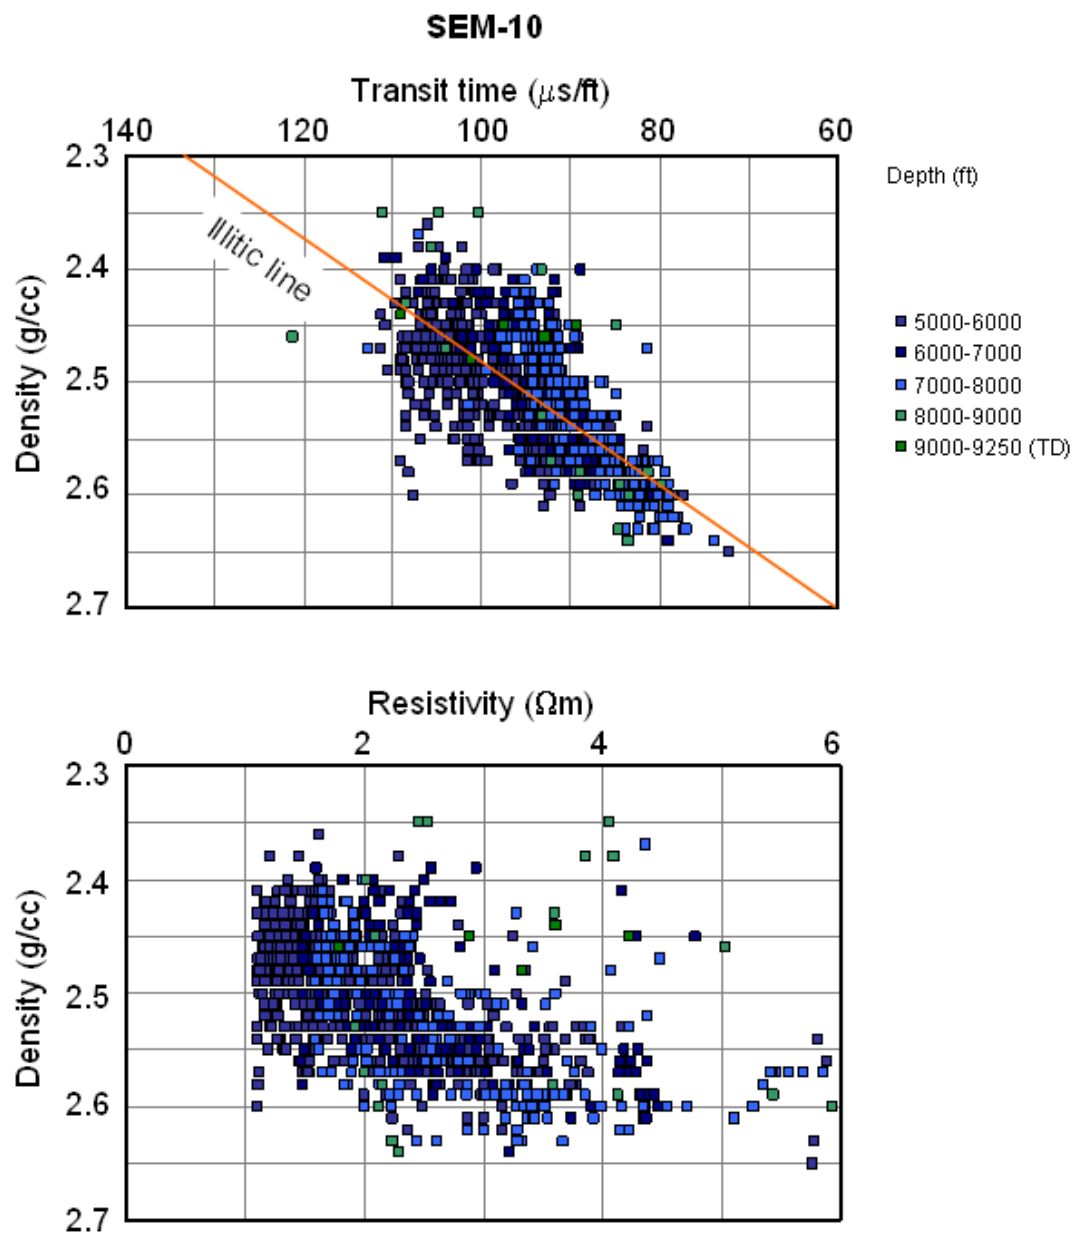 SEM-10
Transit time (μs/ft)
140 120 100 80 60
2.3
2.4
2.5
2.6
2.7
Density (g/cc)
Illitic line
Depth (ft)
5000-6000
6000-7000
7000-8000
8000-9000
9000-9250 (TD)
Resistivity (Ωm)
0 2 4 6
2.3
2.4
2.5
2.6
2.7
Density (g/cc)